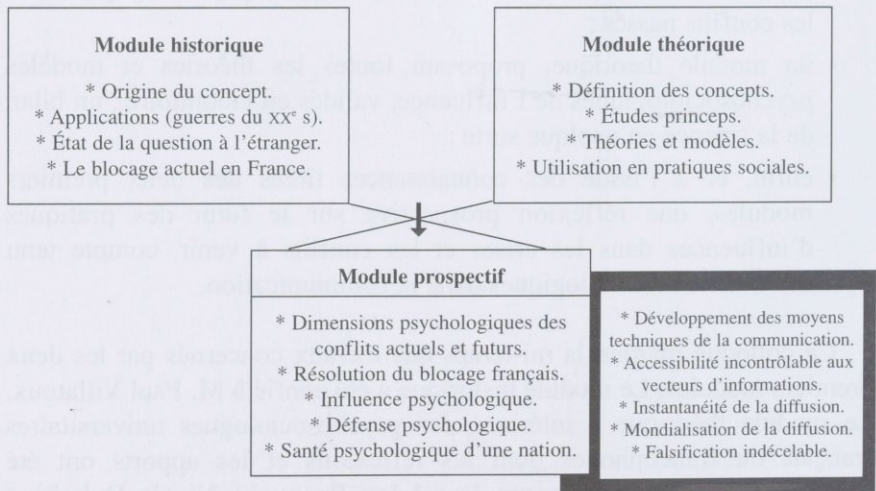 Module historique
* Origine du concept.
* Applications (guerres du XXᵉ s).
* État de la question à l'étranger.
* Le blocage actuel en France.
Module théorique
* Définition des concepts.
* Études princeps.
* Théories et modèles.
* Utilisation en pratiques sociales.
Module prospectif
* Dimensions psychologiques des
conflits actuels et futurs.
* Résolution du blocage français.
* Influence psychologique.
* Défense psychologique.
*
Santé psychologique d'une nation.
* Développement des moyens
techniques de la communication.
* Accessibilité incontrôlable aux
vecteurs d'informations.
* Instantanéité de la diffusion.
* Mondialisation de la diffusion.
* Falsification indécelable.